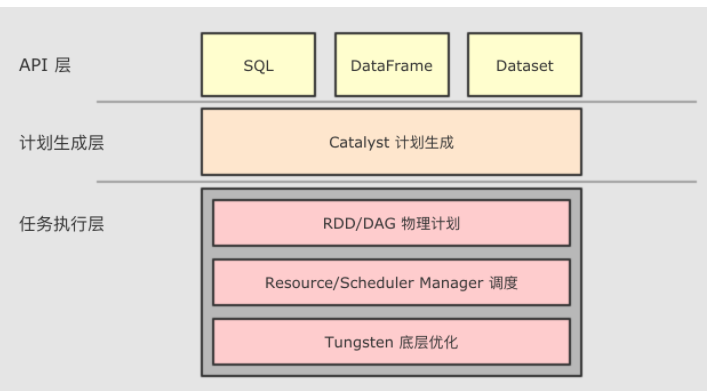 API 层
SQL
DataFrame
Dataset
计划生成层
Catalyst 计划生成
任务执行层
RDD/DAG 物理计划
Resource/Scheduler Manager 调度
Tungsten 底层优化